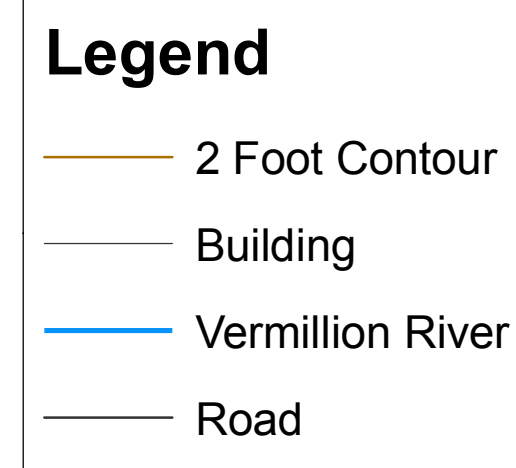 Legend
2 Foot Contour
Building
Vermillion River
Road